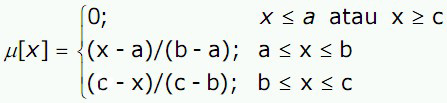 0; x ≤ a atau x ≥ c
μ[x] = (x - a)/(b - a); a ≤ x ≤ b
(c - x)/(c - b); b ≤ x ≤ c